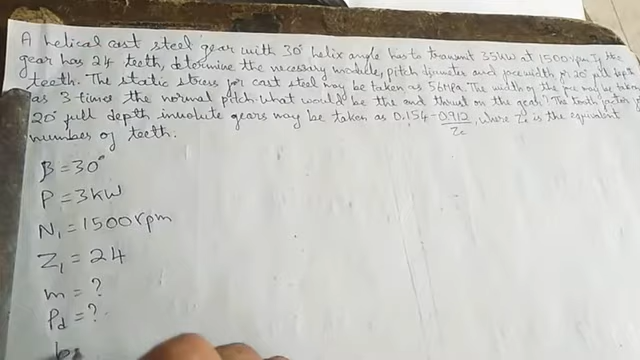 A helical cast steel gear with 30° helix angle has to transmit 35kW at 1500rpm. If the
gear has 24 teeth, determine the necessary module, pitch diameter and face width for 20° full depth
teeth. The static stress for cast steel may be taken as 56MPa. The width of the face may be taken
as 3 times the normal pitch. What would be the end thrust on the gear? The tooth factor for
20° full depth involute gears may be taken as 0.154 - 0.912/Ze, where Ze is the equivalent
number of teeth.
β = 30°
P = 3kW
N₁ = 1500rpm
Z₁ = 24
m = ?
Pd = ?
b